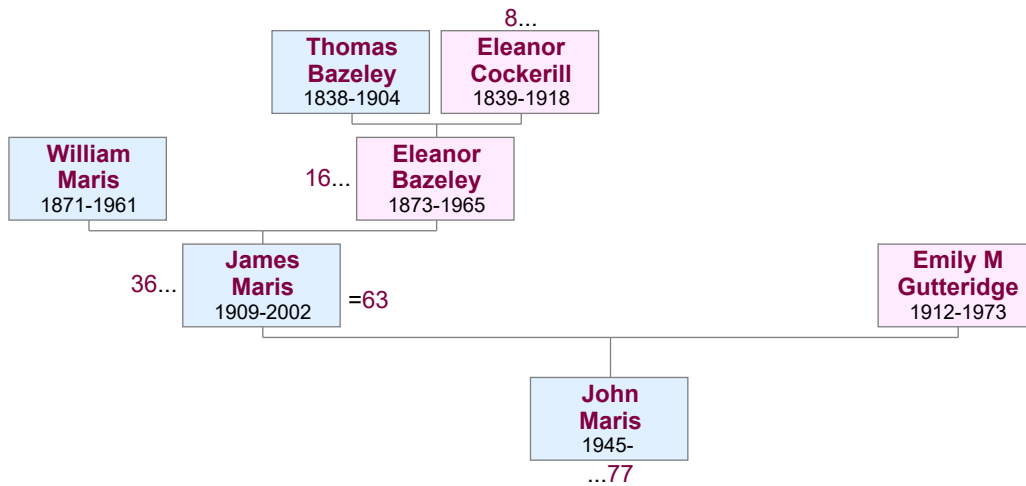 8...
Thomas
Bazeley
1838-1904
Eleanor
Cockerill
1839-1918
William
Maris
1871-1961
16...
Eleanor
Bazeley
1873-1965
36...
James
Maris
1909-2002
=63
Emily M
Gutteridge
1912-1973
John
Maris
1945-
...77